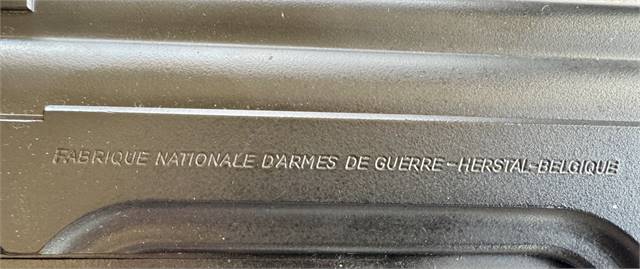 FABRIQUE NATIONALE D'ARMES DE GUERRE-HERSTAL-BELGIQUE